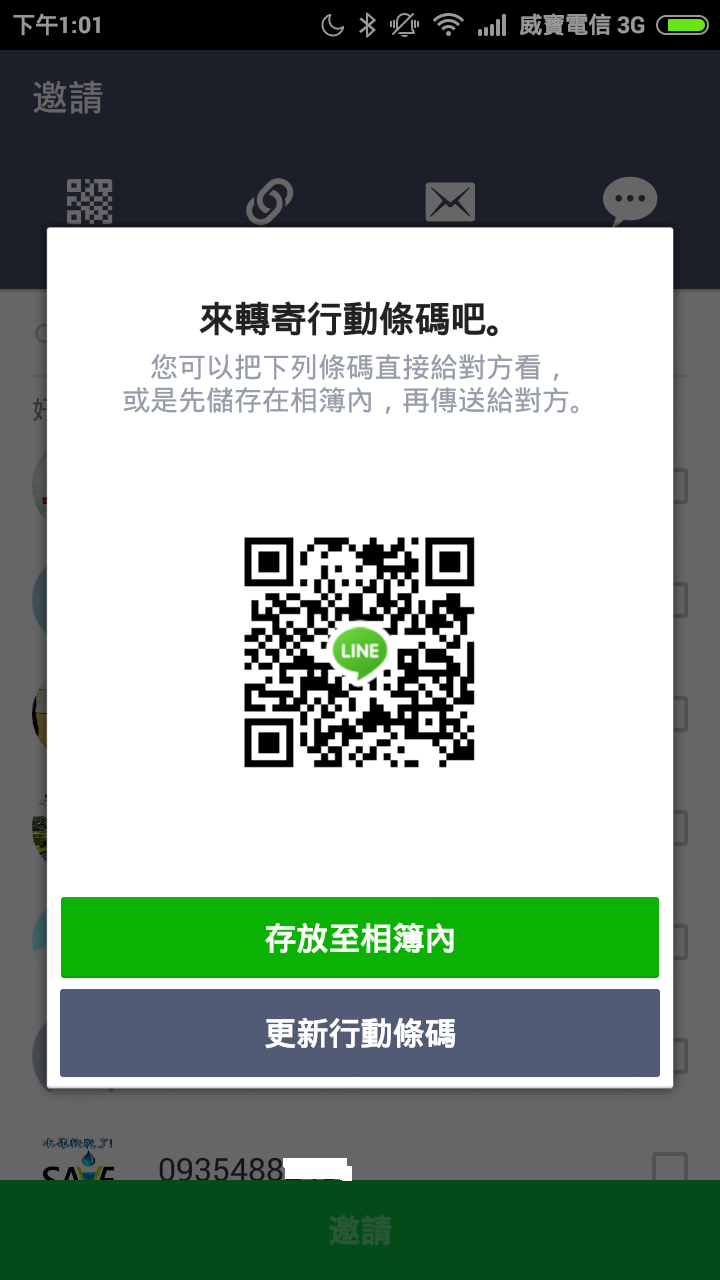 下午1:01
威寶電信 3G
邀請
來轉寄行動條碼吧。
您可以把下列條碼直接給對方看，
或是先儲存在相簿內，再傳送給對方。
LINE
存放至相簿內
更新行動條碼
好
SAVE
0935488
邀請